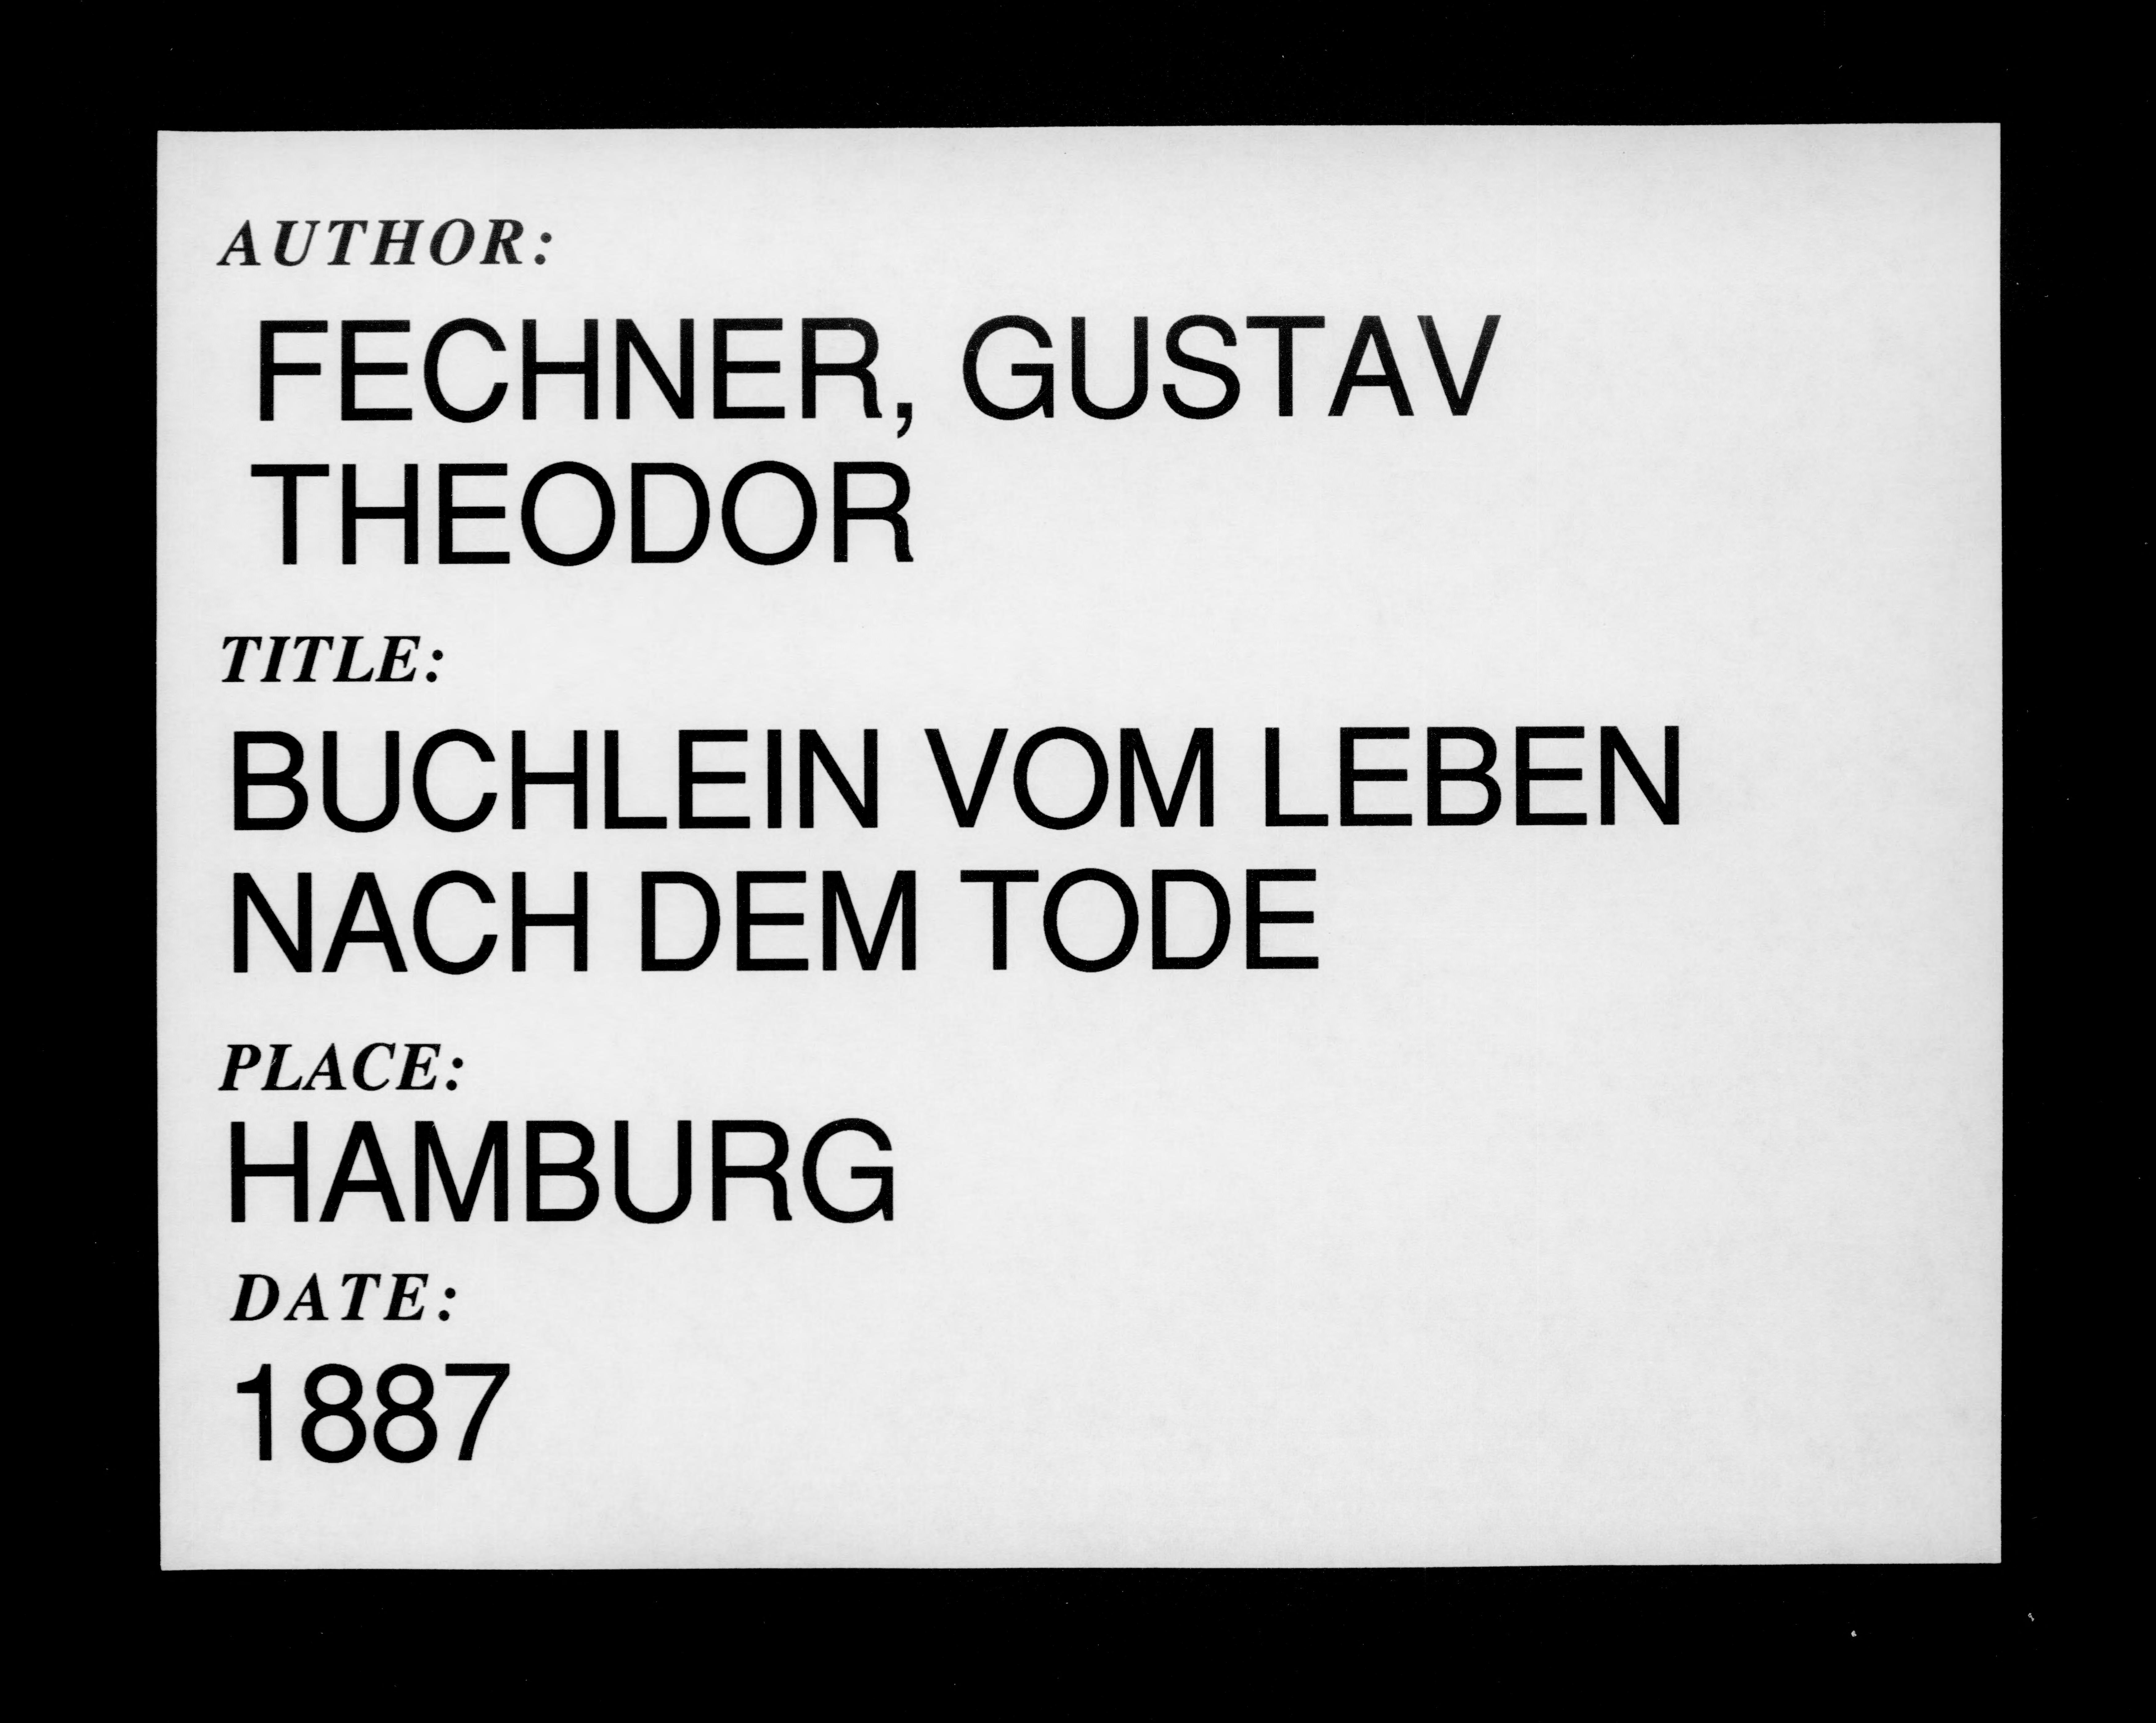 AUTHOR:
FECHNER, GUSTAV
THEODOR
TITLE:
BUCHLEIN VOM LEBEN
NACH DEM TODE
PLACE:
HAMBURG
DATE:
1887